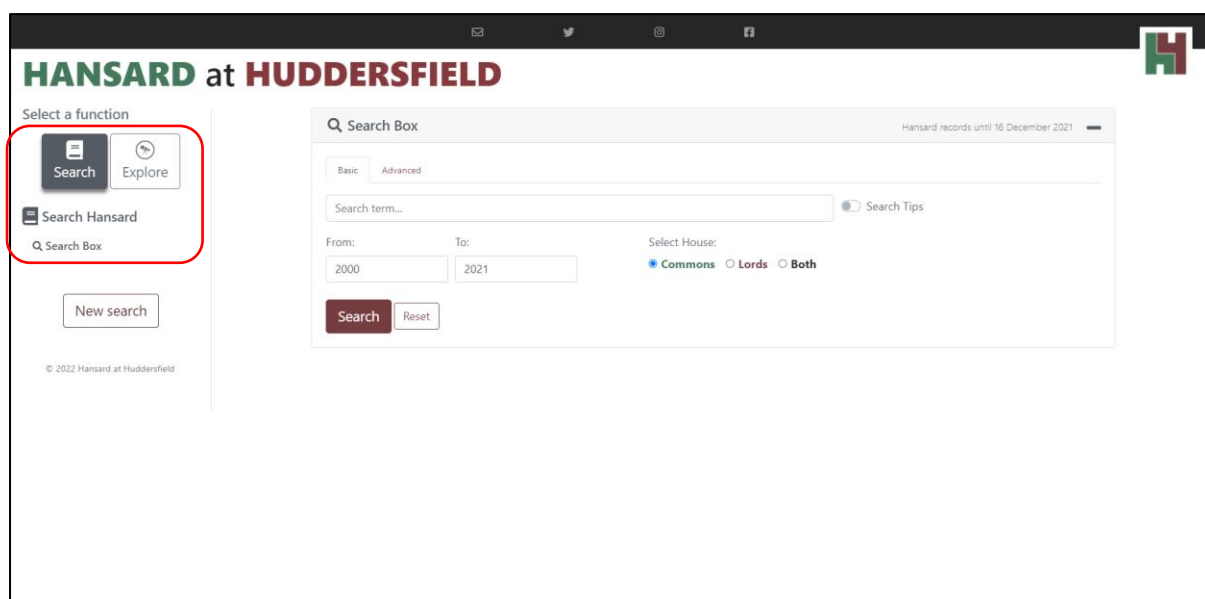 HANSARD at HUDDERSFIELD
Select a function
Search Explore
Search Hansard
Search Box
New search
© 2022 Hansard at Huddersfield
Search Box Hansard records until 16 December 2021
Basic Advanced
Search term... Search Tips
From: To: Select House:
2000 2021 Commons Lords Both
Search Reset